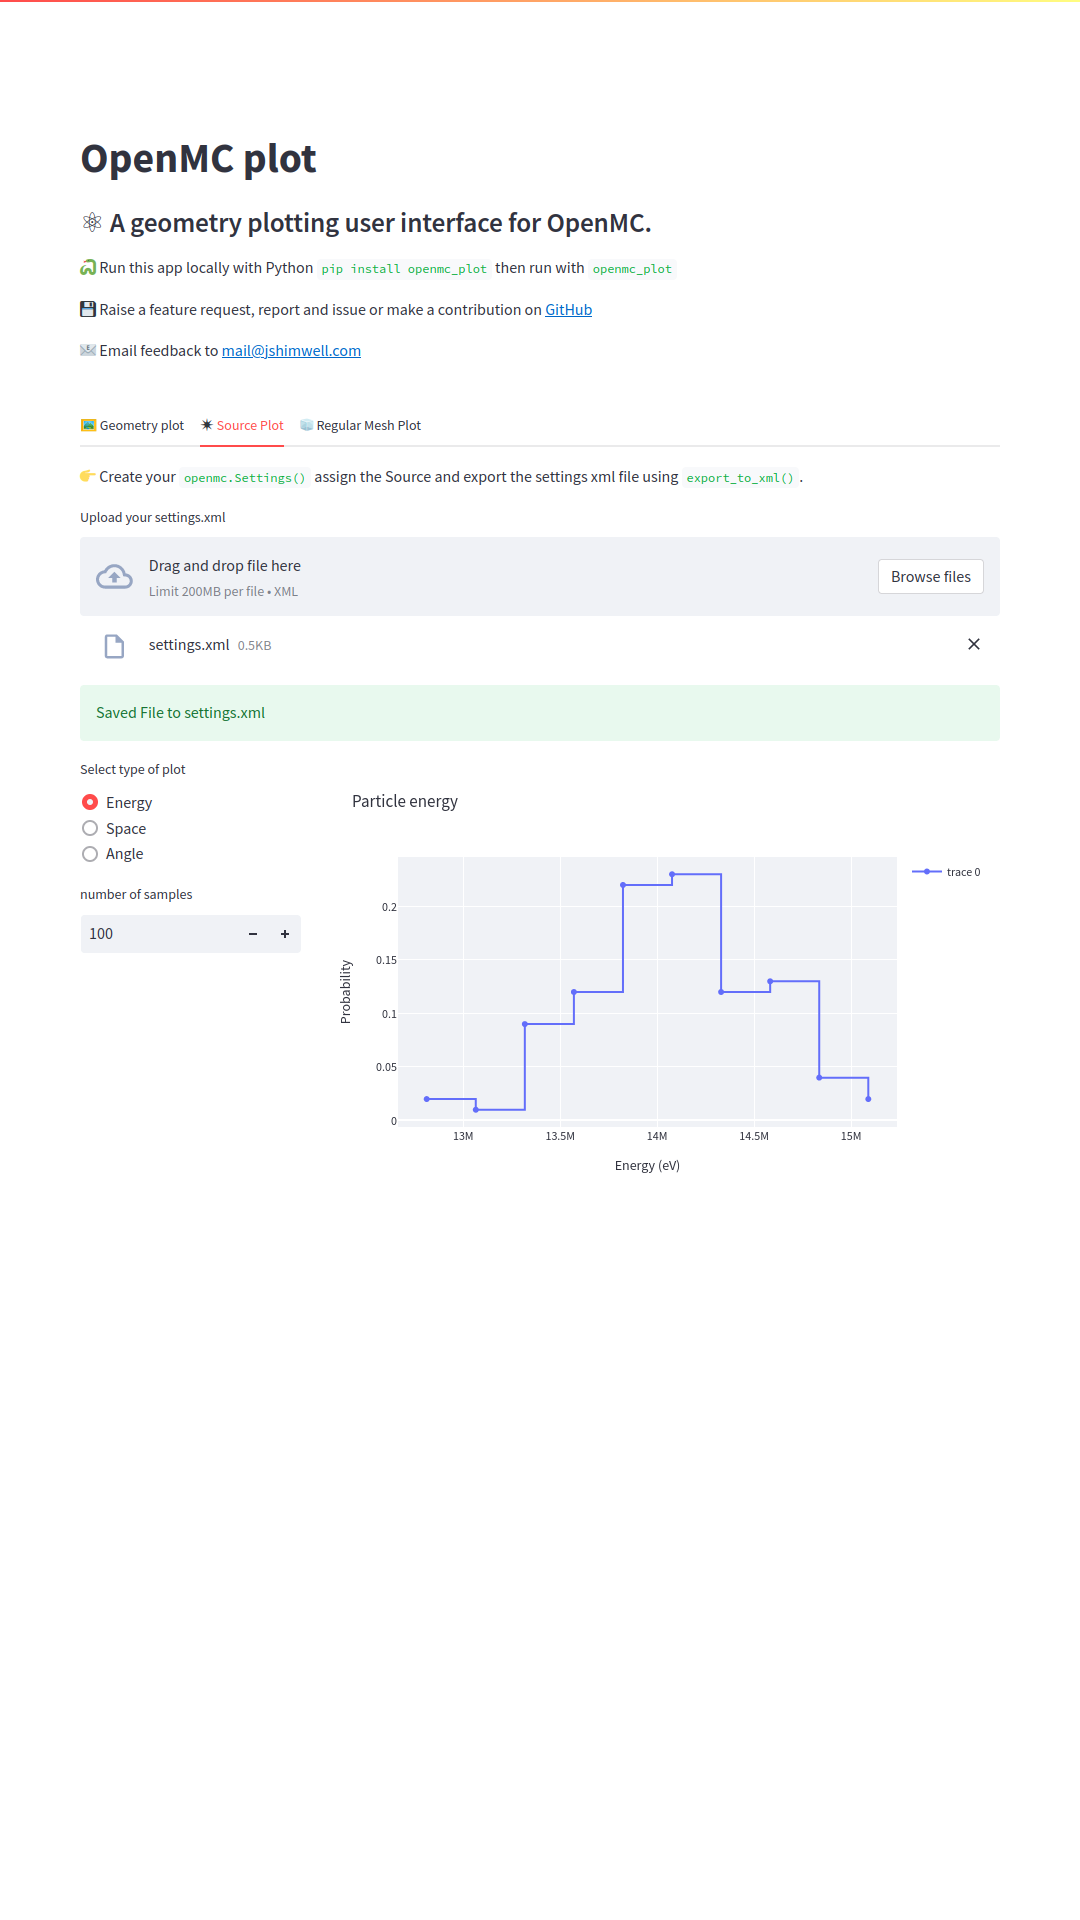 OpenMC plot
⚛ A geometry plotting user interface for OpenMC.
🐍 Run this app locally with Python pip install openmc_plot then run with openmc_plot
💾 Raise a feature request, report and issue or make a contribution on GitHub
📧 Email feedback to mail@jshimwell.com
🖼️ Geometry plot ✴ Source Plot 🧊 Regular Mesh Plot
👉 Create your openmc.Settings() assign the Source and export the settings xml file using export_to_xml() .
Upload your settings.xml
Drag and drop file here
Limit 200MB per file • XML
Browse files
settings.xml 0.5KB
Saved File to settings.xml
Select type of plot
Energy
Space
Angle
number of samples
100
Particle energy
trace 0
0.2
0.15
0.1
0.05
0
Probability
13M 13.5M 14M 14.5M 15M
Energy (eV)